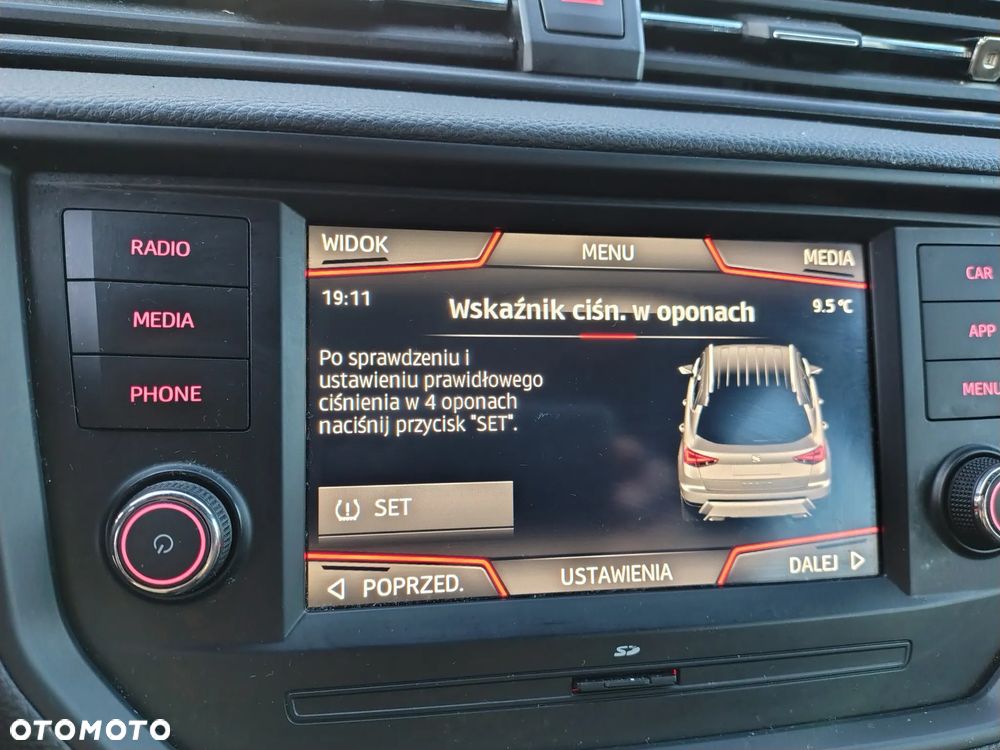 RADIO
MEDIA
PHONE
WIDOK
MENU
MEDIA
19:11
Wskaźnik ciśn. w oponach
9.5°C
Po sprawdzeniu i
ustawieniu prawidłowego
ciśnienia w 4 oponach
naciśnij przycisk "SET".
SET
POPRZED.
USTAWIENIA
DALEJ
CAR
APP
MENU
SD
OTOMOTO